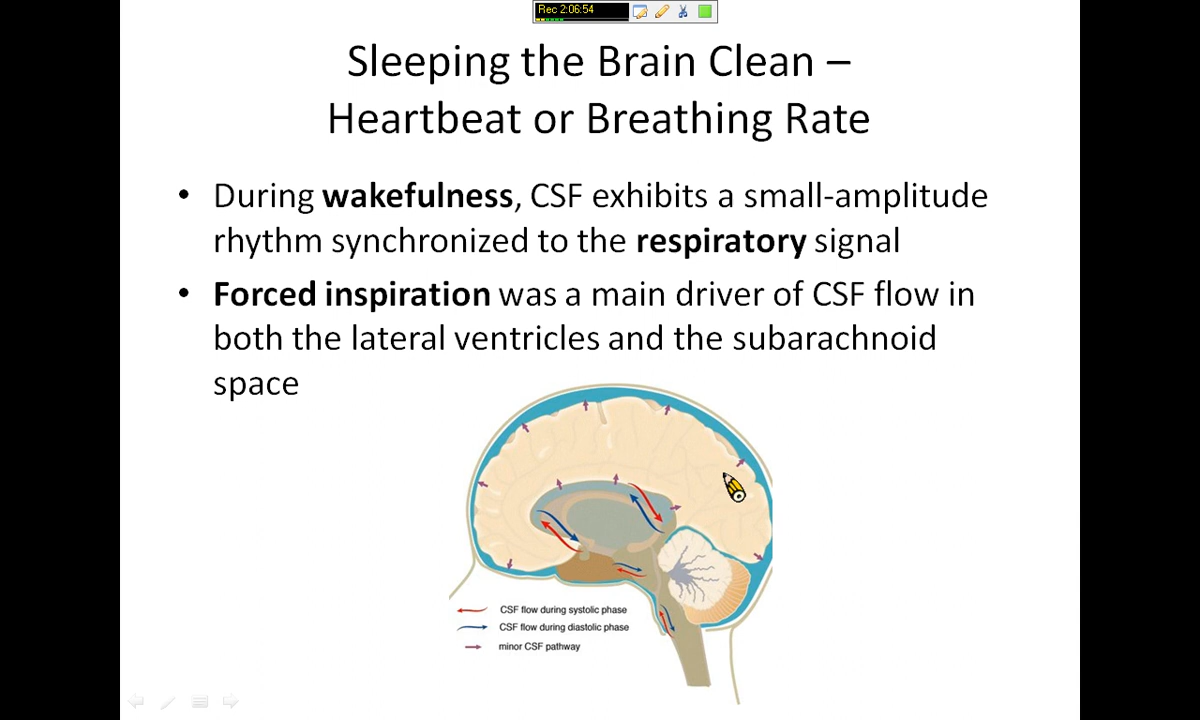 Rec 2:06:54
Sleeping the Brain Clean –
Heartbeat or Breathing Rate
• During wakefulness, CSF exhibits a small-amplitude
rhythm synchronized to the respiratory signal
• Forced inspiration was a main driver of CSF flow in
both the lateral ventricles and the subarachnoid
space
CSF flow during systolic phase
CSF flow during diastolic phase
minor CSF pathway